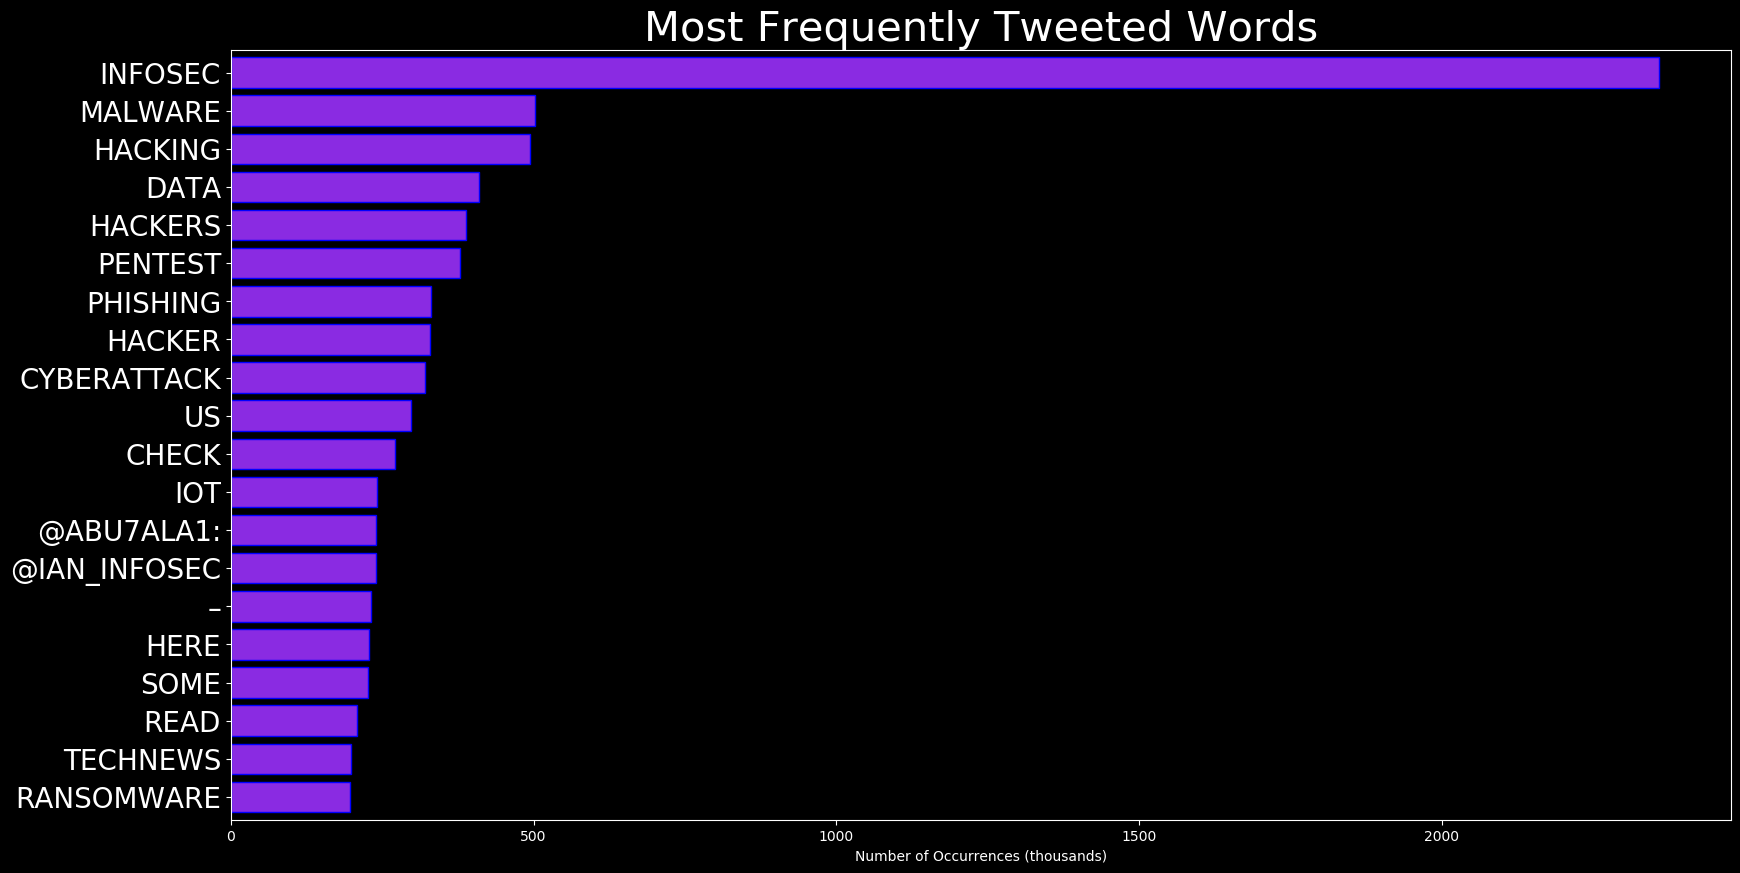 Most Frequently Tweeted Words
INFOSEC
MALWARE
HACKING
DATA
HACKERS
PENTEST
PHISHING
HACKER
CYBERATTACK
US
CHECK
IOT
@ABU7ALA1:
@IAN_INFOSEC
–
HERE
SOME
READ
TECHNEWS
RANSOMWARE
0 500 1000 1500 2000
Number of Occurrences (thousands)